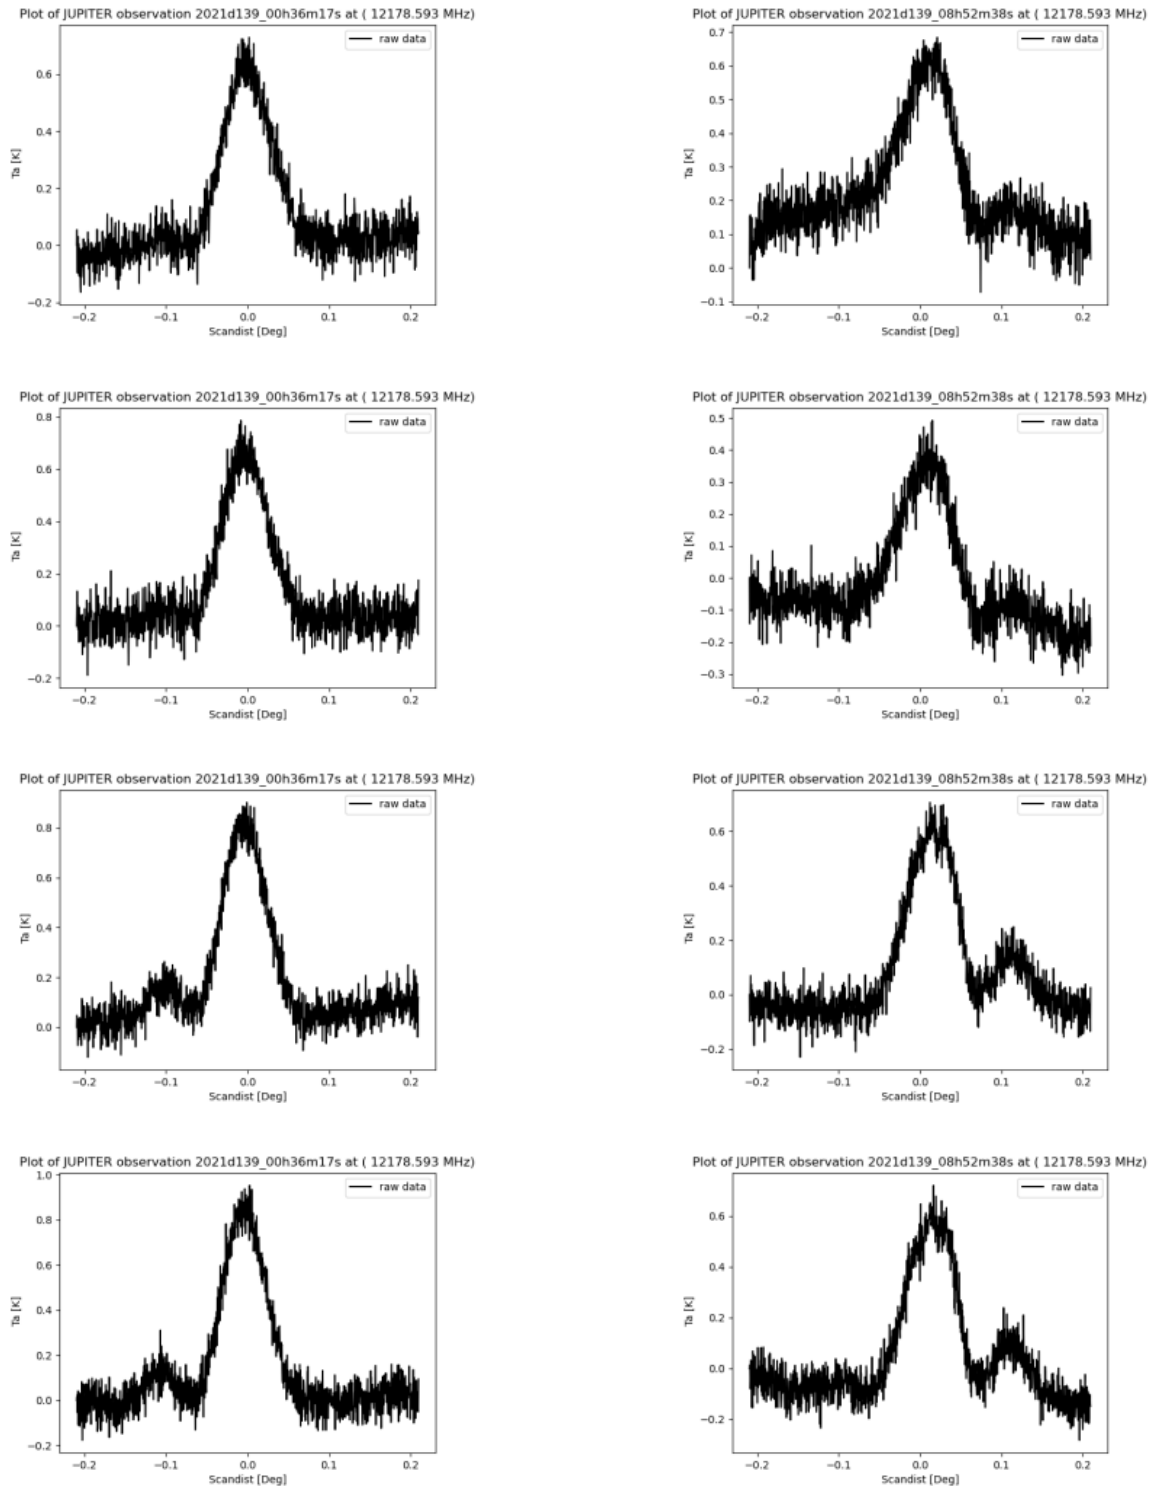 Plot of JUPITER observation 2021d139_00h36m17s at ( 12178.593 MHz)
raw data
0.6
0.4
0.2
0.0
−0.2
Ta [K]
−0.2 −0.1 0.0 0.1 0.2
Scandist [Deg]
Plot of JUPITER observation 2021d139_08h52m38s at ( 12178.593 MHz)
raw data
0.7
0.6
0.5
0.4
0.3
0.2
0.1
0.0
−0.1
Ta [K]
−0.2 −0.1 0.0 0.1 0.2
Scandist [Deg]
Plot of JUPITER observation 2021d139_00h36m17s at ( 12178.593 MHz)
raw data
0.8
0.6
0.4
0.2
0.0
−0.2
Ta [K]
−0.2 −0.1 0.0 0.1 0.2
Scandist [Deg]
Plot of JUPITER observation 2021d139_08h52m38s at ( 12178.593 MHz)
raw data
0.5
0.4
0.3
0.2
0.1
0.0
−0.1
−0.2
−0.3
Ta [K]
−0.2 −0.1 0.0 0.1 0.2
Scandist [Deg]
Plot of JUPITER observation 2021d139_00h36m17s at ( 12178.593 MHz)
raw data
0.8
0.6
0.4
0.2
0.0
Ta [K]
−0.2 −0.1 0.0 0.1 0.2
Scandist [Deg]
Plot of JUPITER observation 2021d139_08h52m38s at ( 12178.593 MHz)
raw data
0.6
0.4
0.2
0.0
−0.2
Ta [K]
−0.2 −0.1 0.0 0.1 0.2
Scandist [Deg]
Plot of JUPITER observation 2021d139_00h36m17s at ( 12178.593 MHz)
raw data
1.0
0.8
0.6
0.4
0.2
0.0
−0.2
Ta [K]
−0.2 −0.1 0.0 0.1 0.2
Scandist [Deg]
Plot of JUPITER observation 2021d139_08h52m38s at ( 12178.593 MHz)
raw data
0.6
0.4
0.2
0.0
−0.2
Ta [K]
−0.2 −0.1 0.0 0.1 0.2
Scandist [Deg]